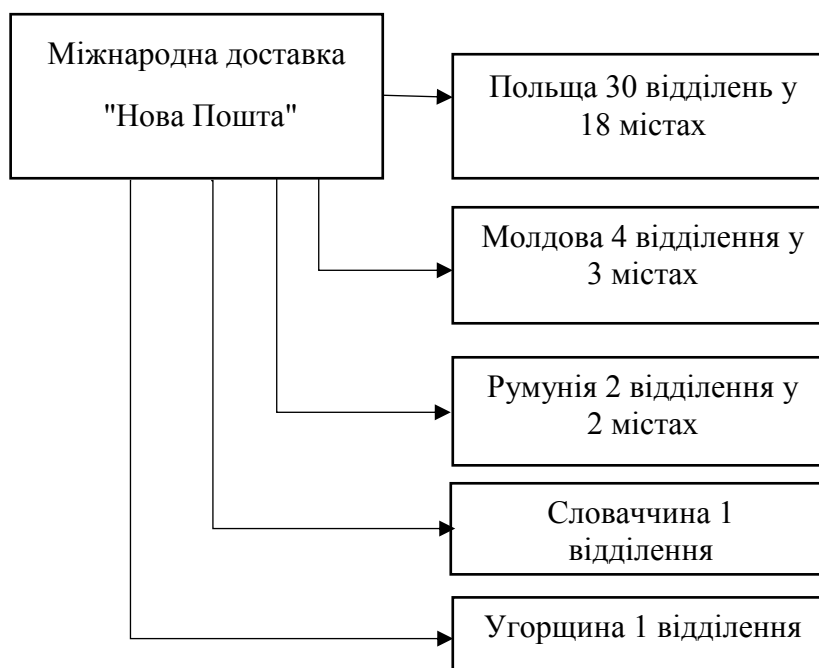 Міжнародна доставка
"Нова Пошта"
Польща 30 відділень у
18 містах
Молдова 4 відділення у
3 містах
Румунія 2 відділення у
2 містах
Словаччина 1
відділення
Угорщина 1 відділення